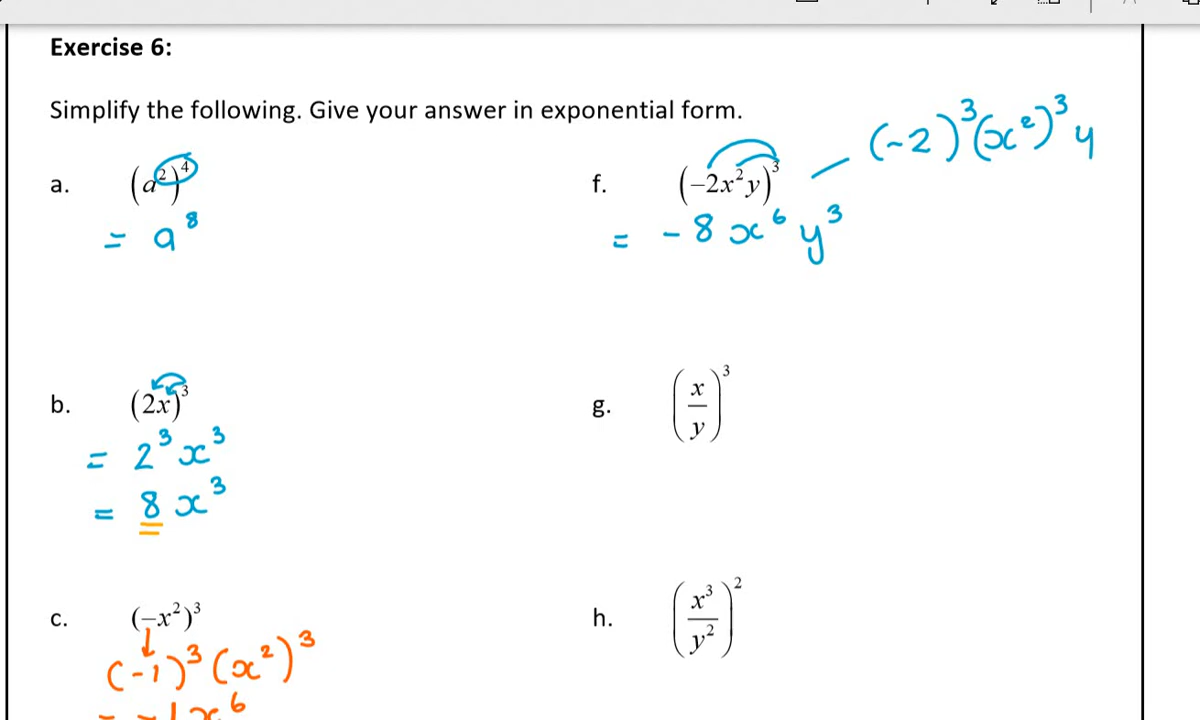 Exercise 6:
Simplify the following. Give your answer in exponential form.
a. (a²)⁴
= a⁸
b. (2x)³
= 2³x³
= 8x³
c. (−x²)³
(-1)³(x²)³
= -1x⁶
f. (−2x²y)³ — (-2)³(x²)³y
= -8x⁶y³
g. (x/y)³
h. (x³/y²)²